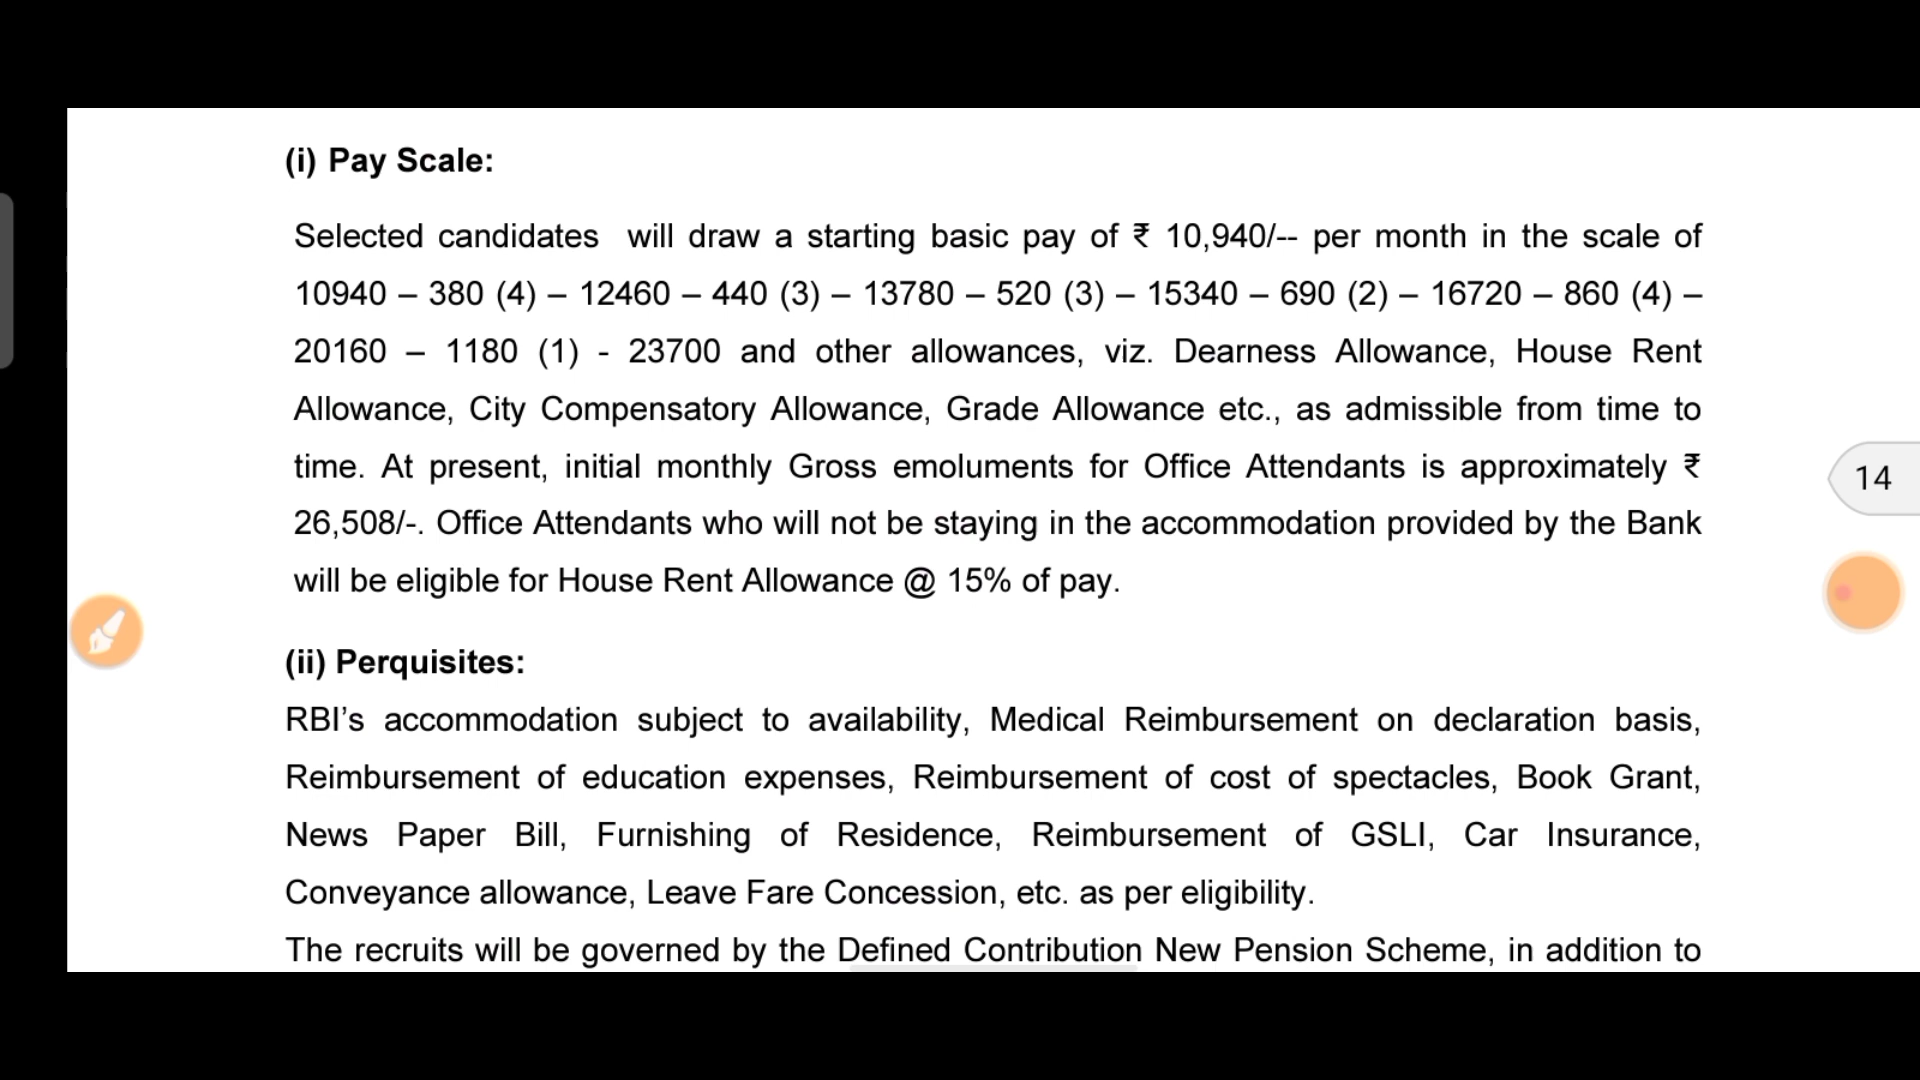 (i) Pay Scale:
Selected candidates will draw a starting basic pay of ₹ 10,940/-- per month in the scale of
10940 – 380 (4) – 12460 – 440 (3) – 13780 – 520 (3) – 15340 – 690 (2) – 16720 – 860 (4) –
20160 – 1180 (1) - 23700 and other allowances, viz. Dearness Allowance, House Rent
Allowance, City Compensatory Allowance, Grade Allowance etc., as admissible from time to
time. At present, initial monthly Gross emoluments for Office Attendants is approximately ₹
26,508/-. Office Attendants who will not be staying in the accommodation provided by the Bank
will be eligible for House Rent Allowance @ 15% of pay.
14
(ii) Perquisites:
RBI’s accommodation subject to availability, Medical Reimbursement on declaration basis,
Reimbursement of education expenses, Reimbursement of cost of spectacles, Book Grant,
News Paper Bill, Furnishing of Residence, Reimbursement of GSLI, Car Insurance,
Conveyance allowance, Leave Fare Concession, etc. as per eligibility.
The recruits will be governed by the Defined Contribution New Pension Scheme, in addition to